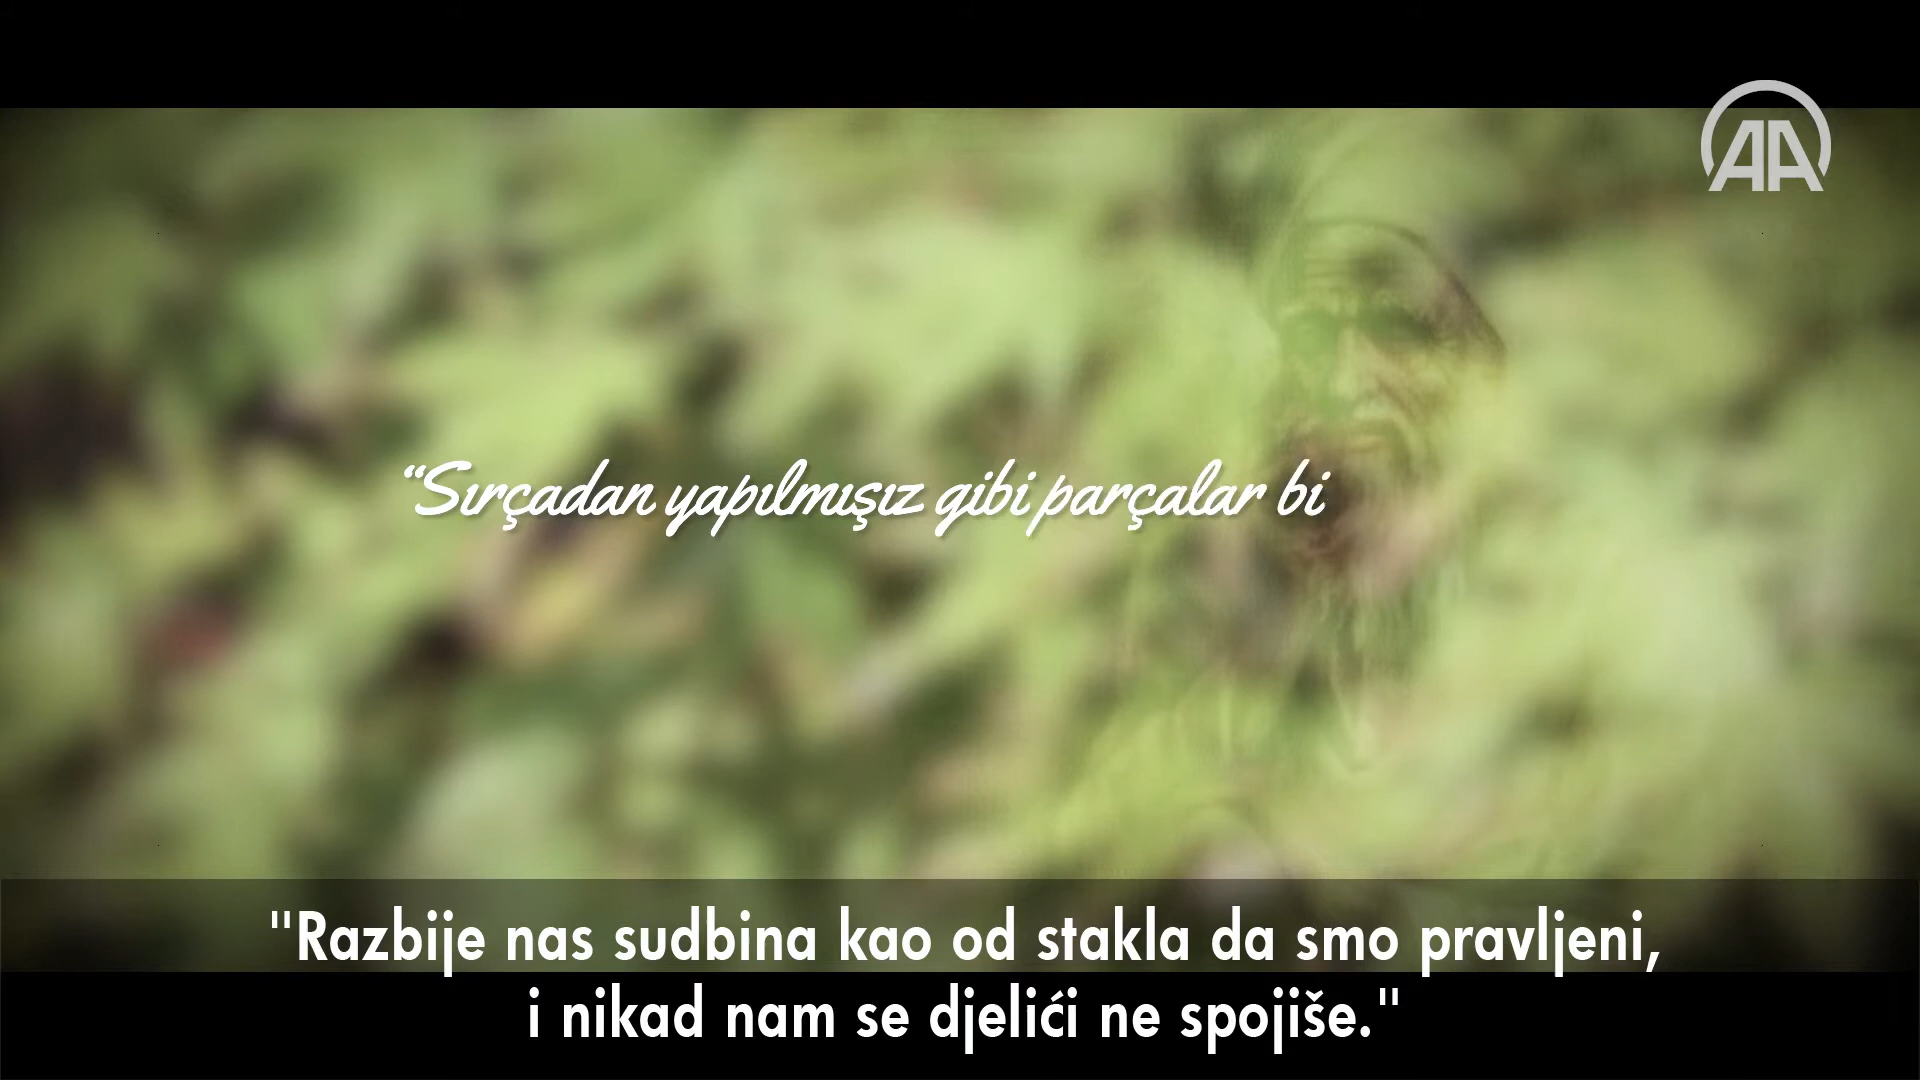 AA
“Sırçadan yapılmışız gibi parçalar bi
"Razbije nas sudbina kao od stakla da smo pravljeni,
i nikad nam se djelići ne spojiše."